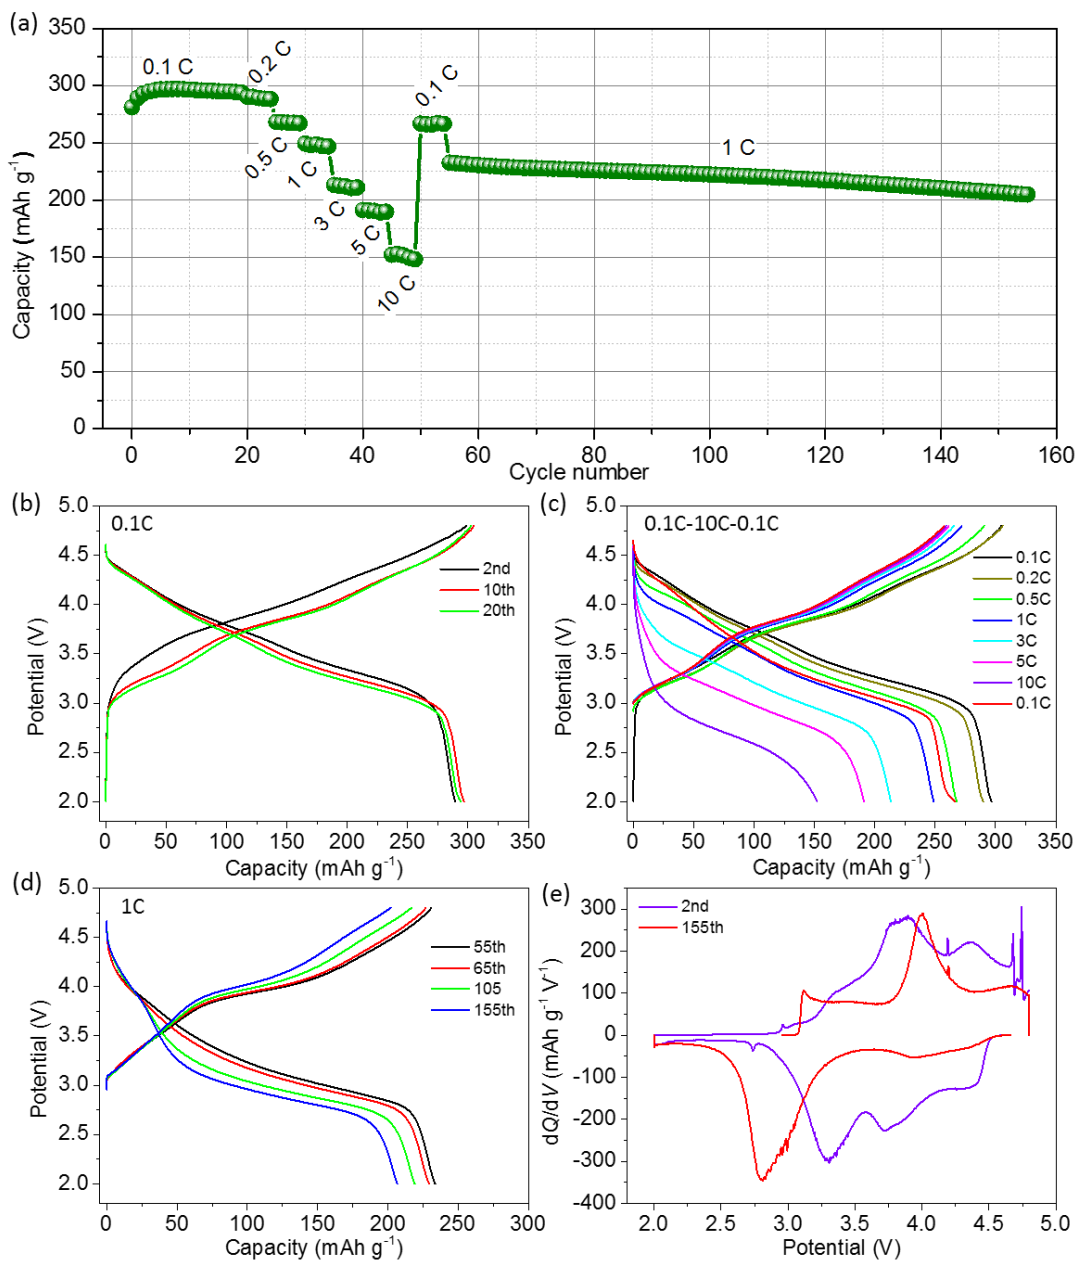 (a)
350
300
250
200
150
100
50
0
Capacity (mAh g-1)
0.1 C
0.2 C
0.5 C
1 C
3 C
5 C
10 C
0.1 C
1 C
0 20 40 60 80 100 120 140 160
Cycle number
(b)
0.1C
5.0
4.5
4.0
3.5
3.0
2.5
2.0
Potential (V)
2nd
10th
20th
0 50 100 150 200 250 300 350
Capacity (mAh g-1)
(c)
0.1C-10C-0.1C
5.0
4.5
4.0
3.5
3.0
2.5
2.0
Potential (V)
0.1C
0.2C
0.5C
1C
3C
5C
10C
0.1C
0 50 100 150 200 250 300 350
Capacity (mAh g-1)
(d)
1C
5.0
4.5
4.0
3.5
3.0
2.5
2.0
Potential (V)
55th
65th
105
155th
0 50 100 150 200 250 300
Capacity (mAh g-1)
(e)
300
200
100
0
-100
-200
-300
-400
dQ/dV (mAh g-1 V-1)
2nd
155th
2.0 2.5 3.0 3.5 4.0 4.5 5.0
Potential (V)